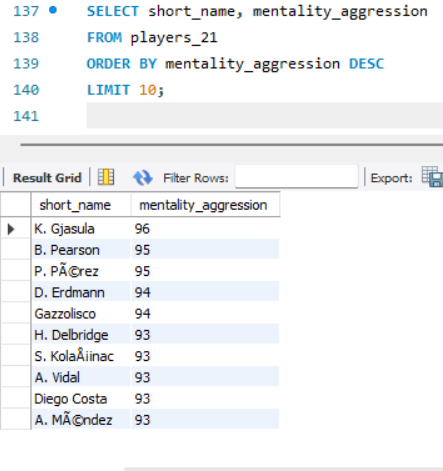 137 SELECT short_name, mentality_aggression
138 FROM players_21
139 ORDER BY mentality_aggression DESC
140 LIMIT 10;
141
Result Grid Filter Rows: Export:
short_name mentality_aggression
K. Gjasula 96
B. Pearson 95
P. PÃ©rez 95
D. Erdmann 94
Gazzolisco 94
H. Delbridge 93
S. KolaÅiinac 93
A. Vidal 93
Diego Costa 93
A. MÃ©ndez 93